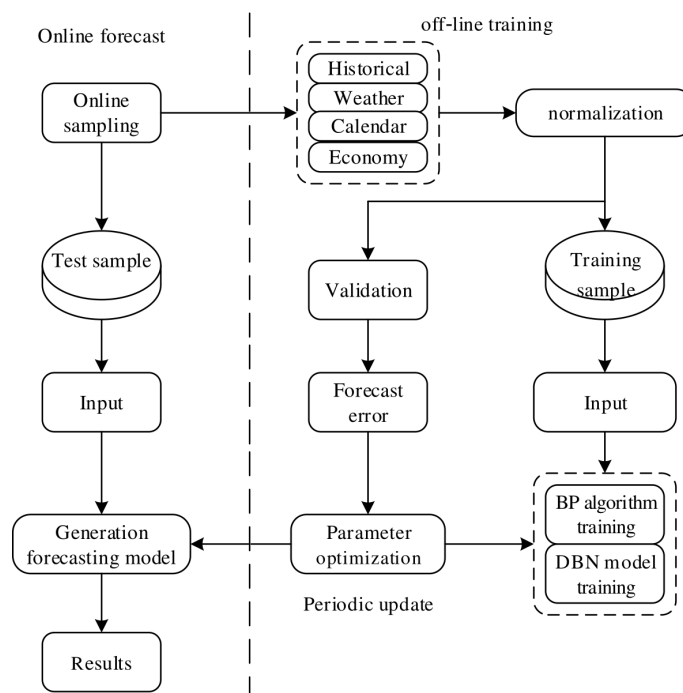 Online forecast
off-line training
Online
sampling
Historical
Weather
Calendar
Economy
normalization
Test sample
Validation
Training
sample
Input
Forecast
error
Input
Generation
forecasting model
Parameter
optimization
BP algorithm
training
DBN model
training
Periodic update
Results